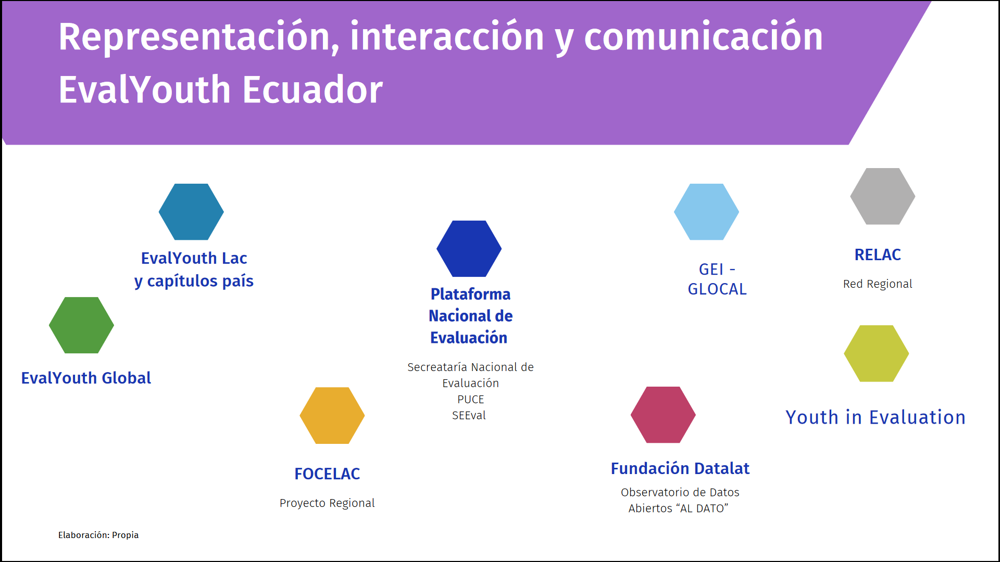 Representación, interacción y comunicación
EvalYouth Ecuador
EvalYouth Lac
y capítulos país
EvalYouth Global
FOCELAC
Proyecto Regional
Plataforma
Nacional de
Evaluación
Secreataría Nacional de
Evaluación
PUCE
SEEval
GEI -
GLOCAL
RELAC
Red Regional
Youth in Evaluation
Fundación Datalat
Observatorio de Datos
Abiertos “AL DATO”
Elaboración: Propia